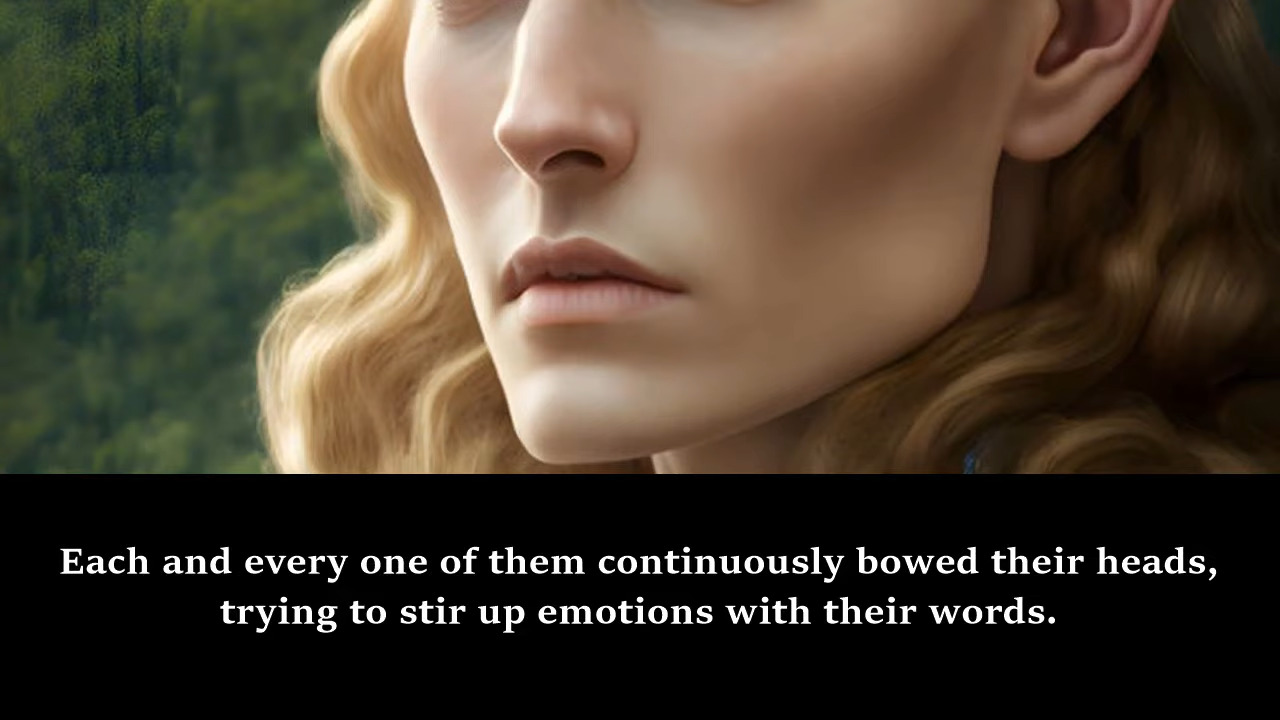 Each and every one of them continuously bowed their heads,
trying to stir up emotions with their words.